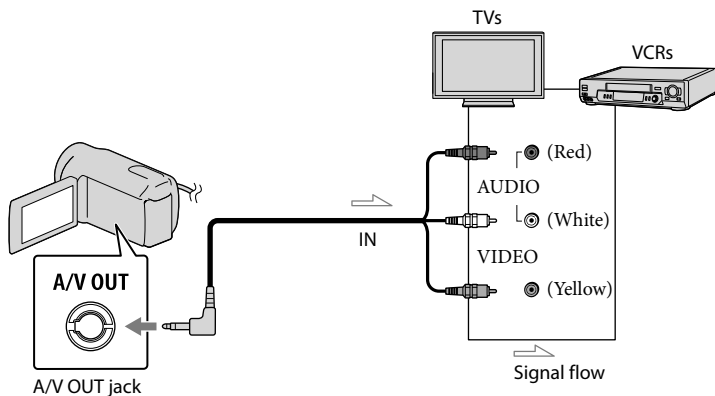 TVs
VCRs
(Red)
AUDIO
(White)
IN
VIDEO
(Yellow)
A/V OUT
Signal flow
A/V OUT jack